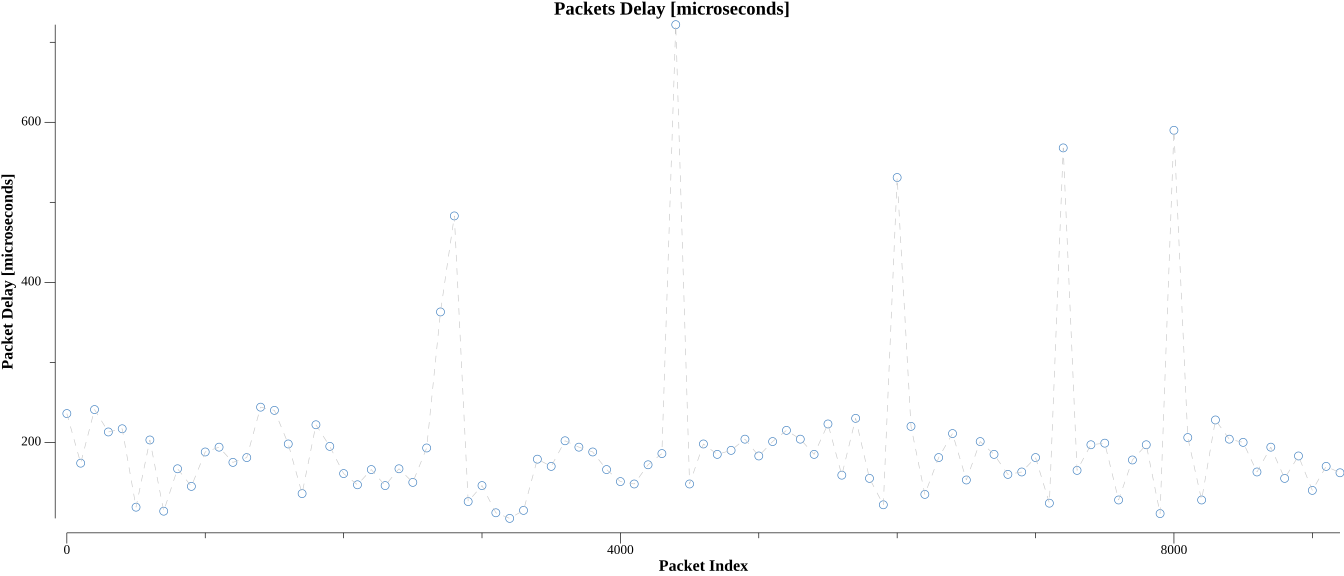 Packets Delay [microseconds]
600
400
200
Packet Delay [microseconds]
0
4000
8000
Packet Index